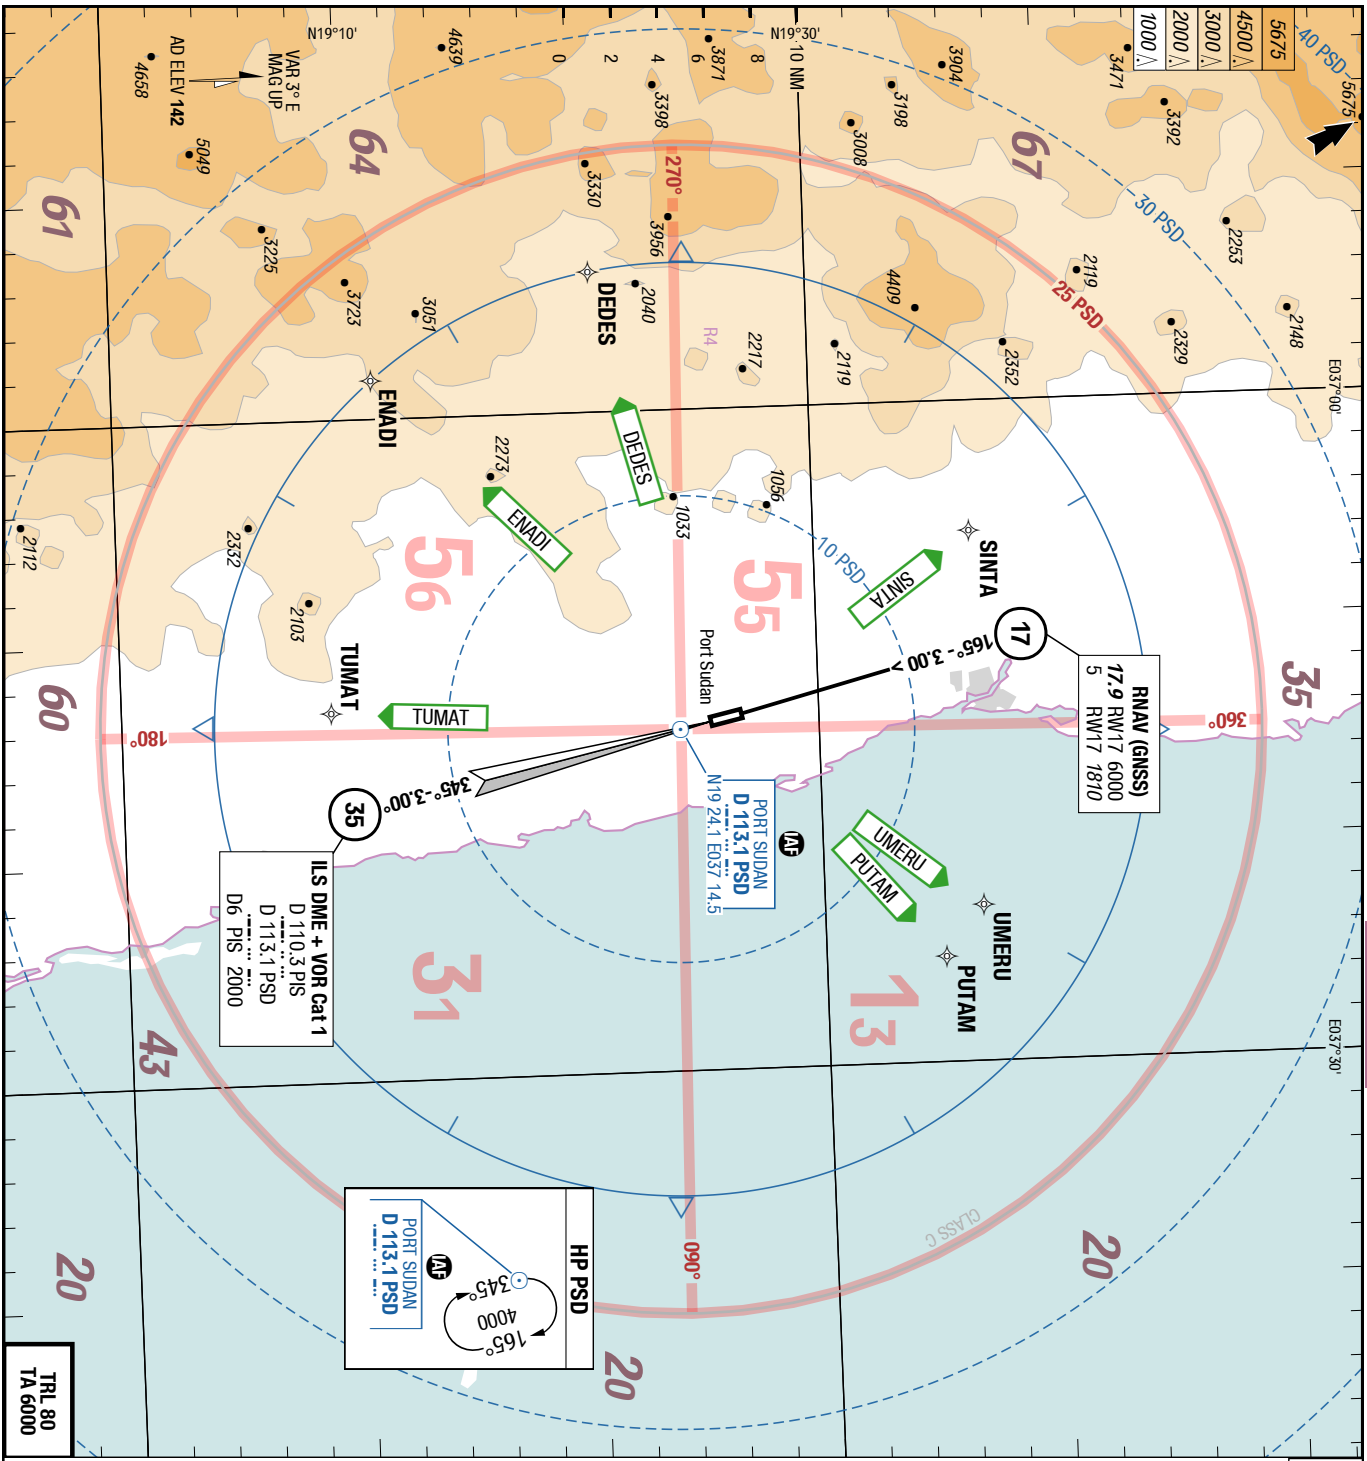 5675
4500
3000
2000
1000
40 PSD
5675
3471
3392
3904
3198
3008
N19°30'
10 NM
8
6
4
2
0
3871
3398
3330
4639
N19°10'
VAR 3° E
MAG UP
AD ELEV 142
4658
5049
64
67
61
30 PSD
2253
2148
2119
25 PSD
2329
2352
4409
2119
270°
3956
2040
2217
R4
DEDES
3225
3723
3051
ENADI
E037°00'
DEDES
2273
ENADI
1033
1056
10 PSD
SINTA
SINTA
2112
2332
2103
56
55
TUMAT
TUMAT
Port Sudan
165° - 3.00
17
RNAV (GNSS)
17.9 RW17 6000
5 RW17 1810
35
60
180°
360°
345°-3.00°
35
ILS DME + VOR Cat 1
D 110.3 PIS
D 113.1 PSD
D6 PIS 2000
PORT SUDAN
D 113.1 PSD
N19 24.1 E037 14.5
IAF
UMERU
PUTAM
UMERU
PUTAM
31
13
43
E037°30'
CLASS C
090°
20
20
20
HP PSD
345°
4000
165°
IAF
PORT SUDAN
D 113.1 PSD
TRL 80
TA 6000